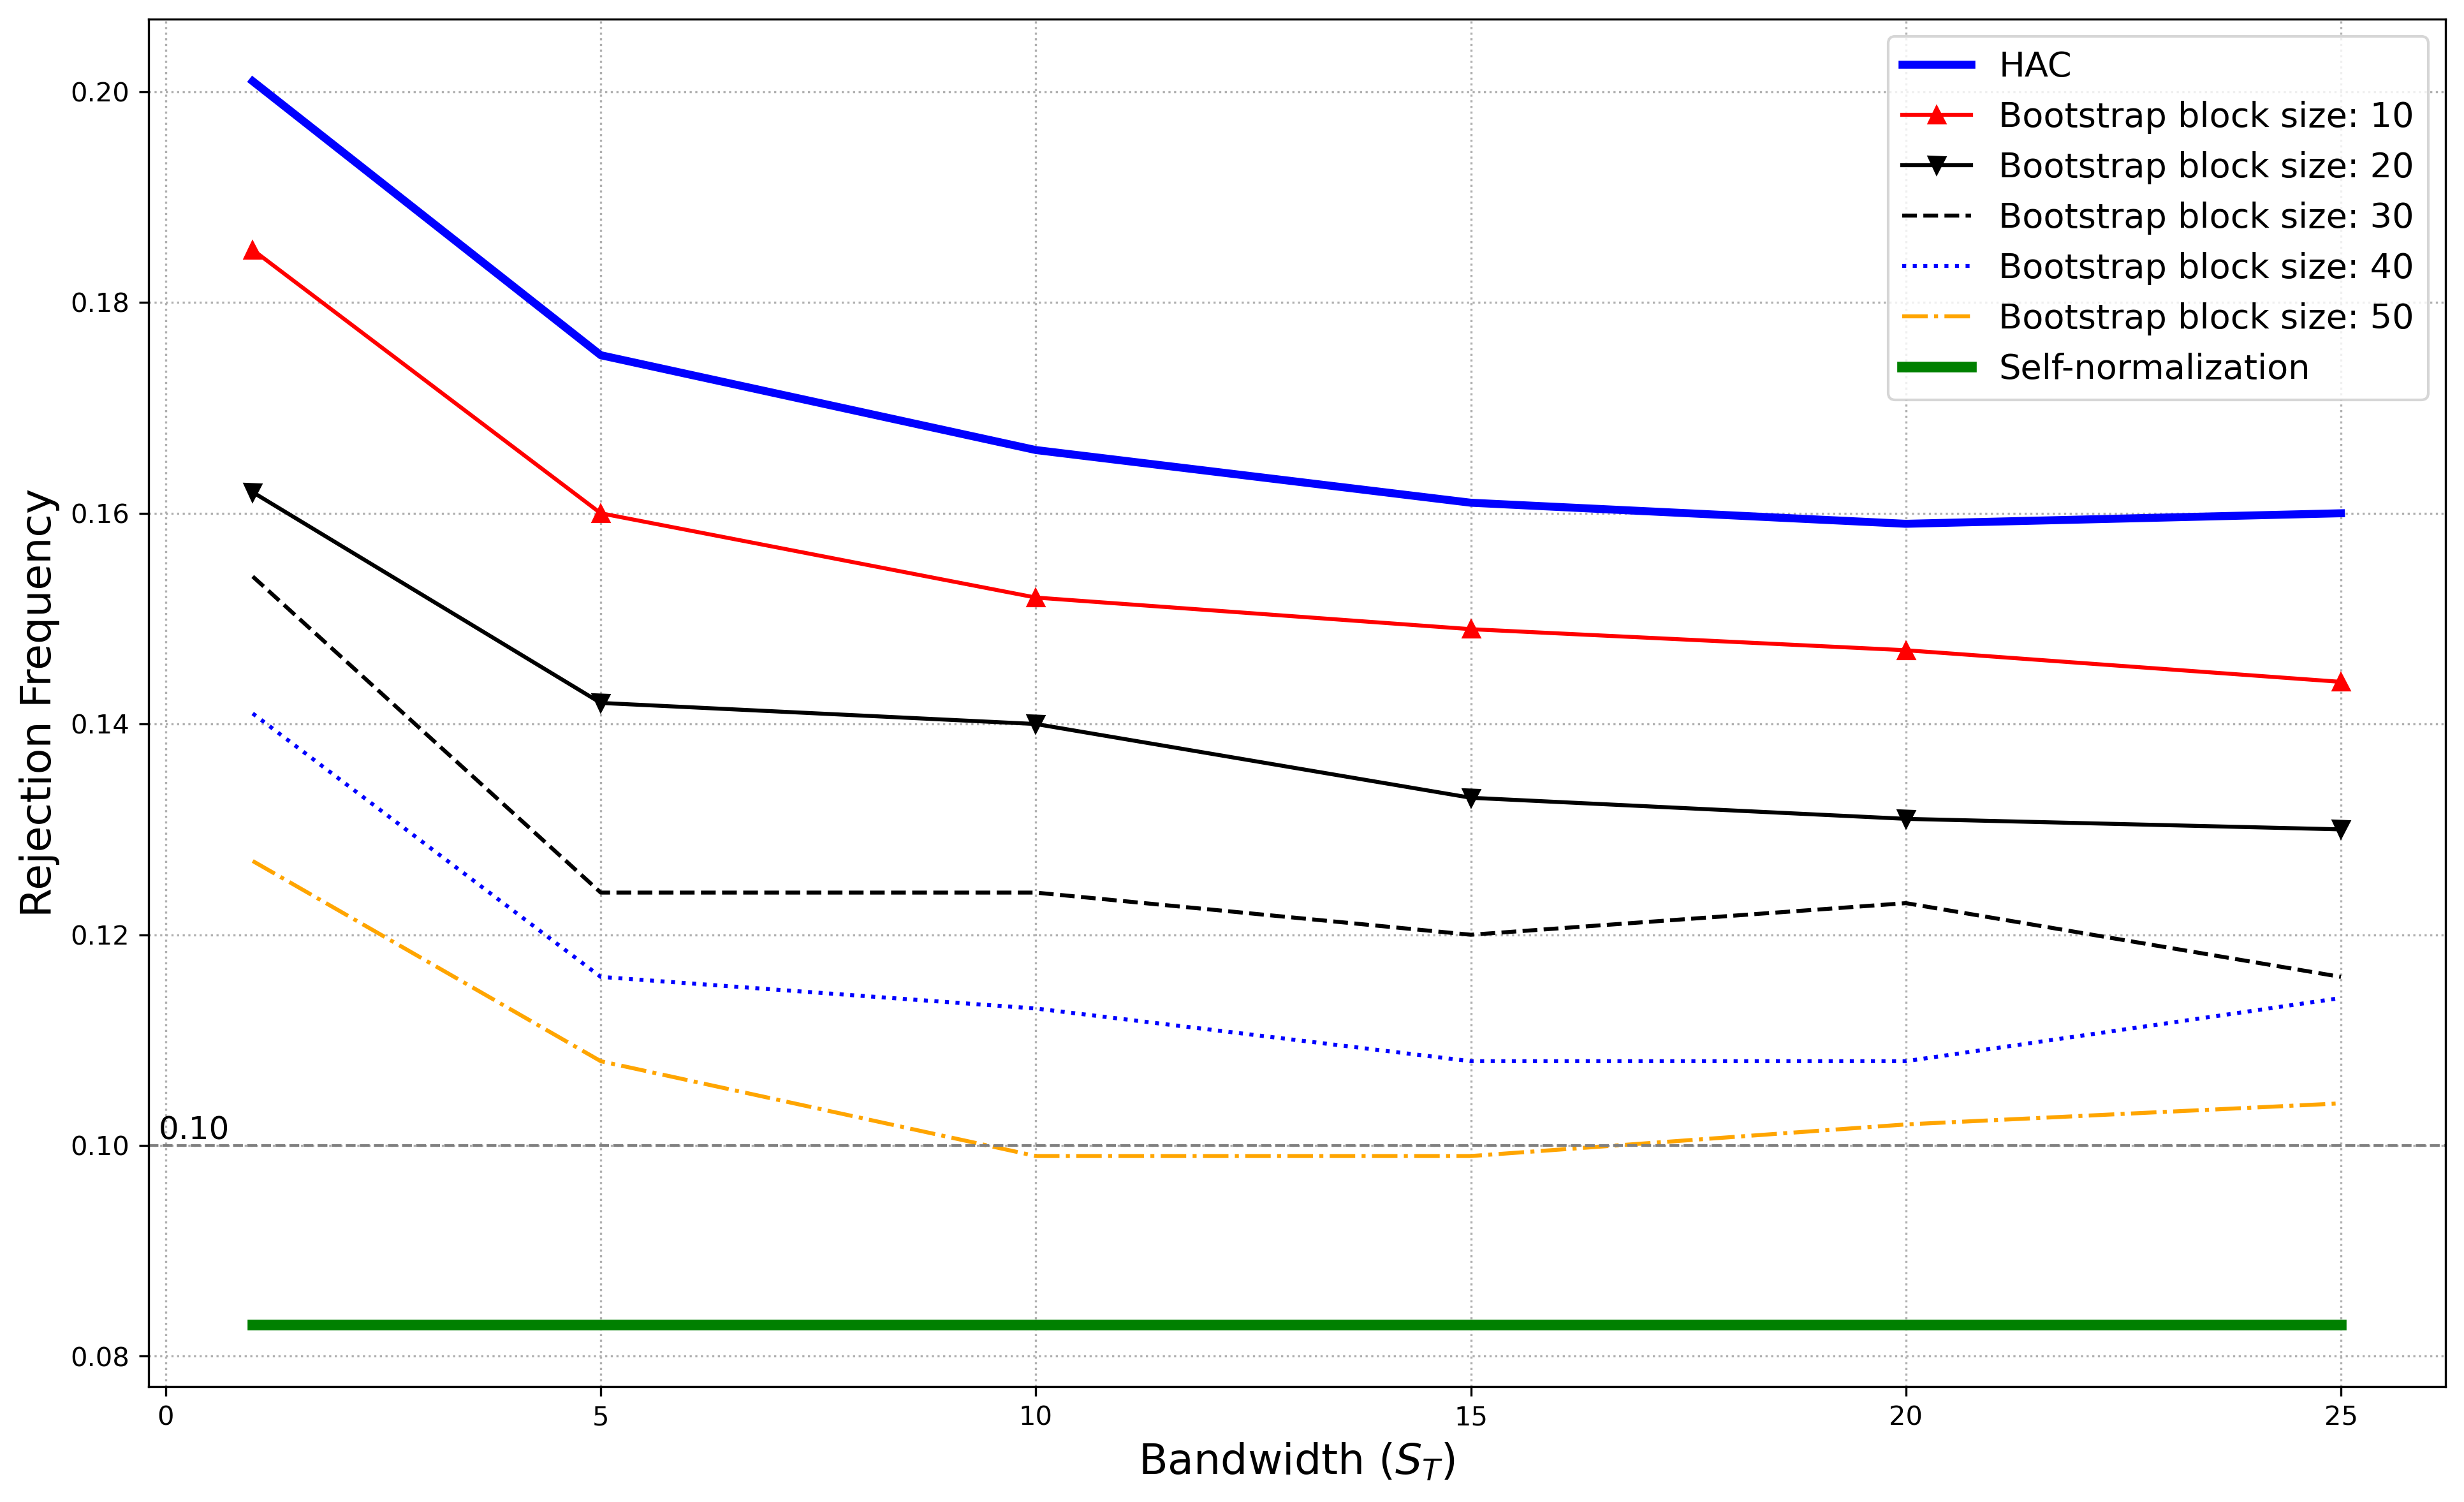 HAC
Bootstrap block size: 10
Bootstrap block size: 20
Bootstrap block size: 30
Bootstrap block size: 40
Bootstrap block size: 50
Self-normalization
Rejection Frequency
0.20
0.18
0.16
0.14
0.12
0.10
0.10
0.08
0
5
10
15
20
25
Bandwidth (S_T)